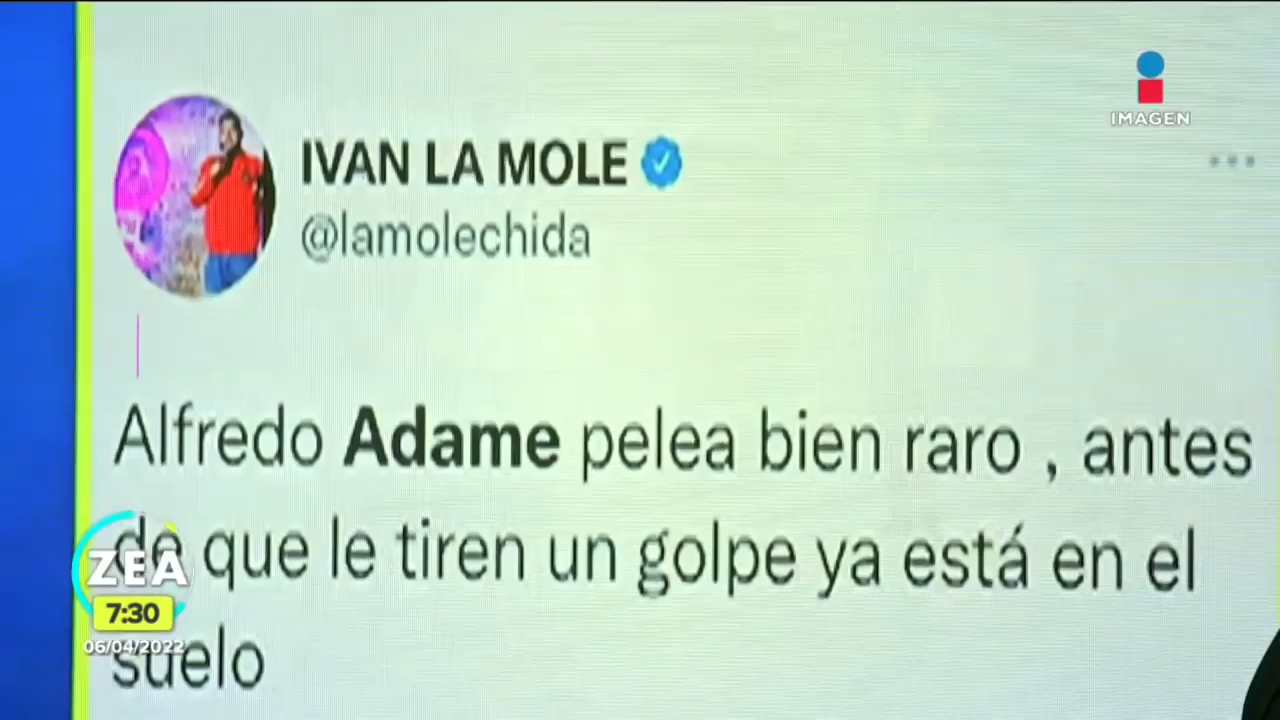 IMAGEN
IVAN LA MOLE
@lamolechida
Alfredo Adame pelea bien raro , antes
de que le tiren un golpe ya está en el
suelo
ZEA
7:30
06/04/2022